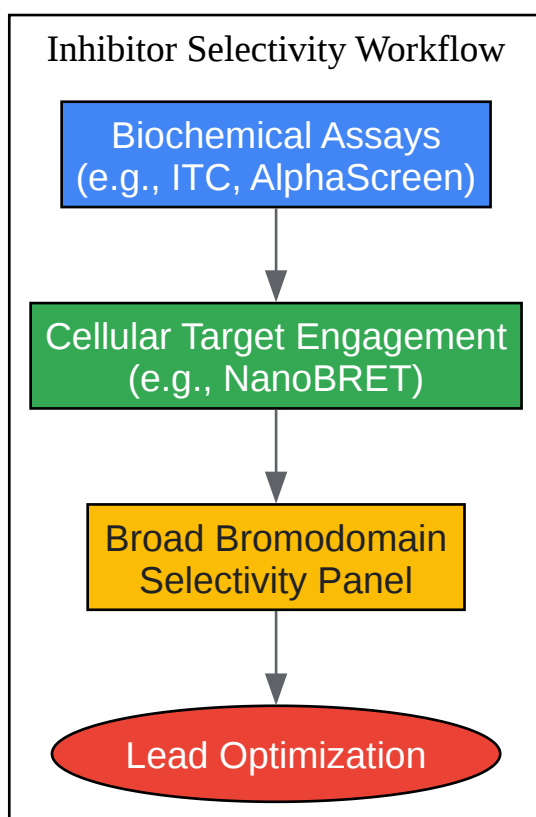 Inhibitor Selectivity Workflow
Biochemical Assays
(e.g., ITC, AlphaScreen)
Cellular Target Engagement
(e.g., NanoBRET)
Broad Bromodomain
Selectivity Panel
Lead Optimization